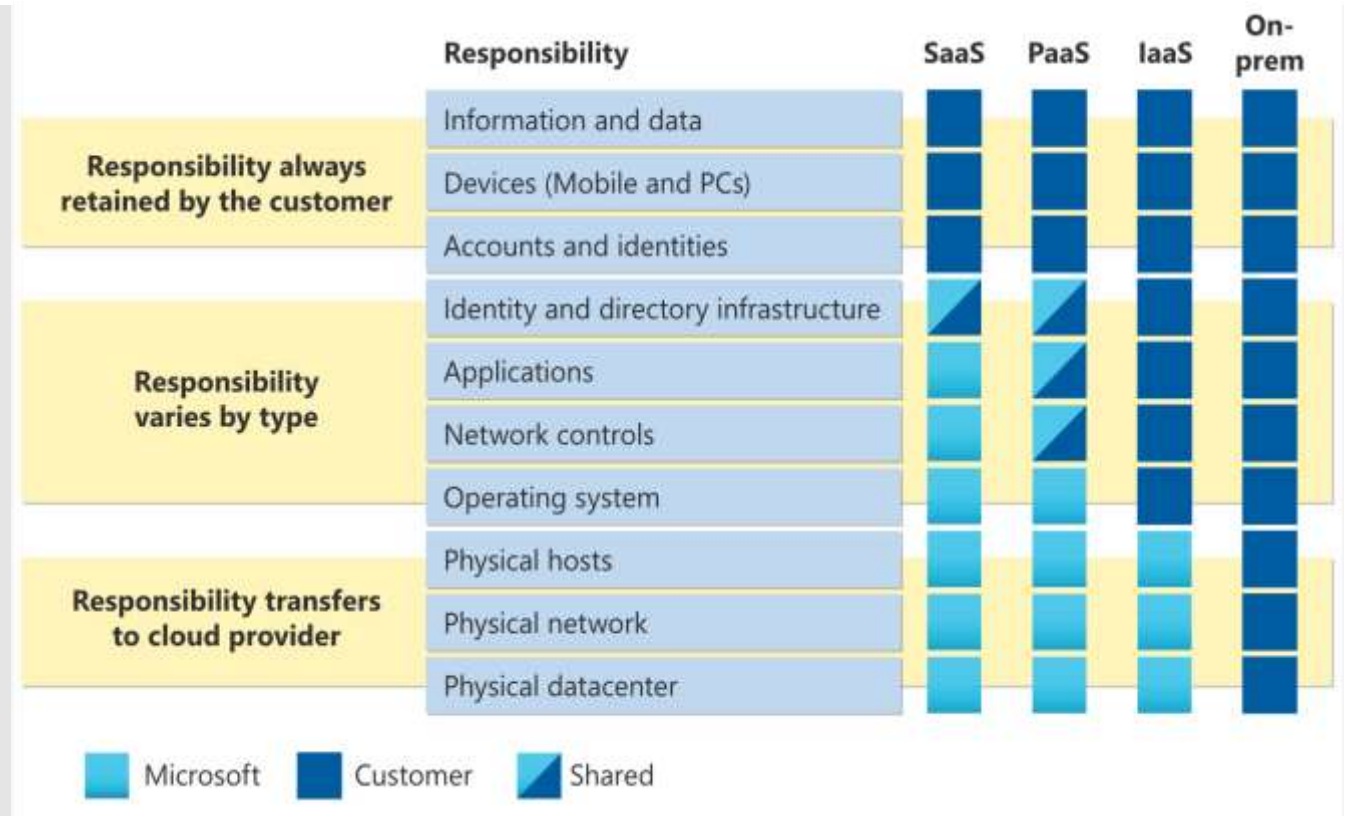 Responsibility SaaS PaaS IaaS On-
prem
Responsibility always
retained by the customer
Information and data
Devices (Mobile and PCs)
Accounts and identities
Responsibility
varies by type
Identity and directory infrastructure
Applications
Network controls
Operating system
Responsibility transfers
to cloud provider
Physical hosts
Physical network
Physical datacenter
Microsoft Customer Shared